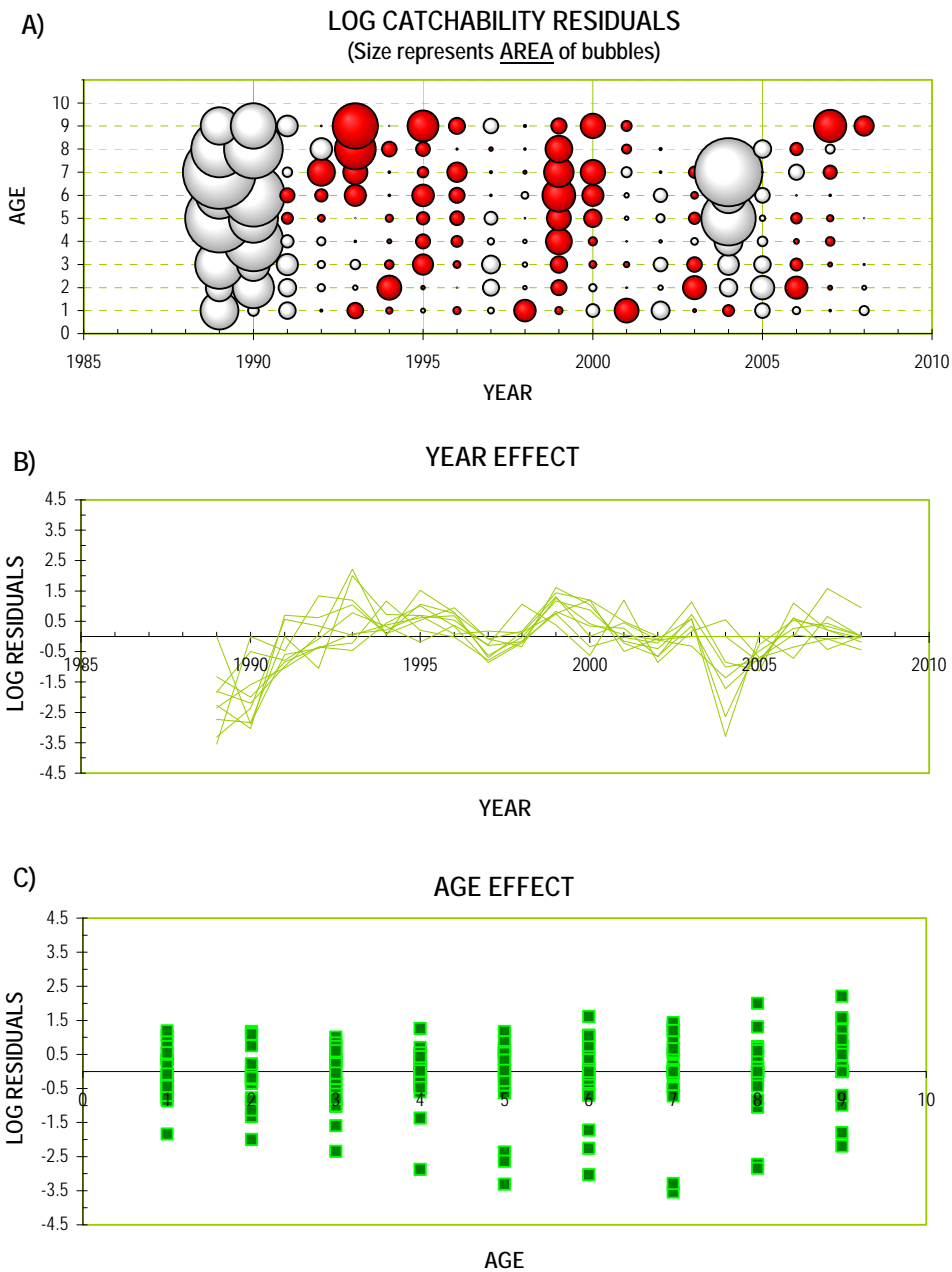 A)
LOG CATCHABILITY RESIDUALS
(Size represents AREA of bubbles)
AGE
10
9
8
7
6
5
4
3
2
1
0
1985 1990 1995 2000 2005 2010
YEAR
B)
YEAR EFFECT
LOG RESIDUALS
4.5
3.5
2.5
1.5
0.5
-0.5
-1.5
-2.5
-3.5
-4.5
1985 1990 1995 2000 2005 2010
YEAR
C)
AGE EFFECT
LOG RESIDUALS
4.5
3.5
2.5
1.5
0.5
-0.5
-1.5
-2.5
-3.5
-4.5
0 1 2 3 4 5 6 7 8 9 10
AGE